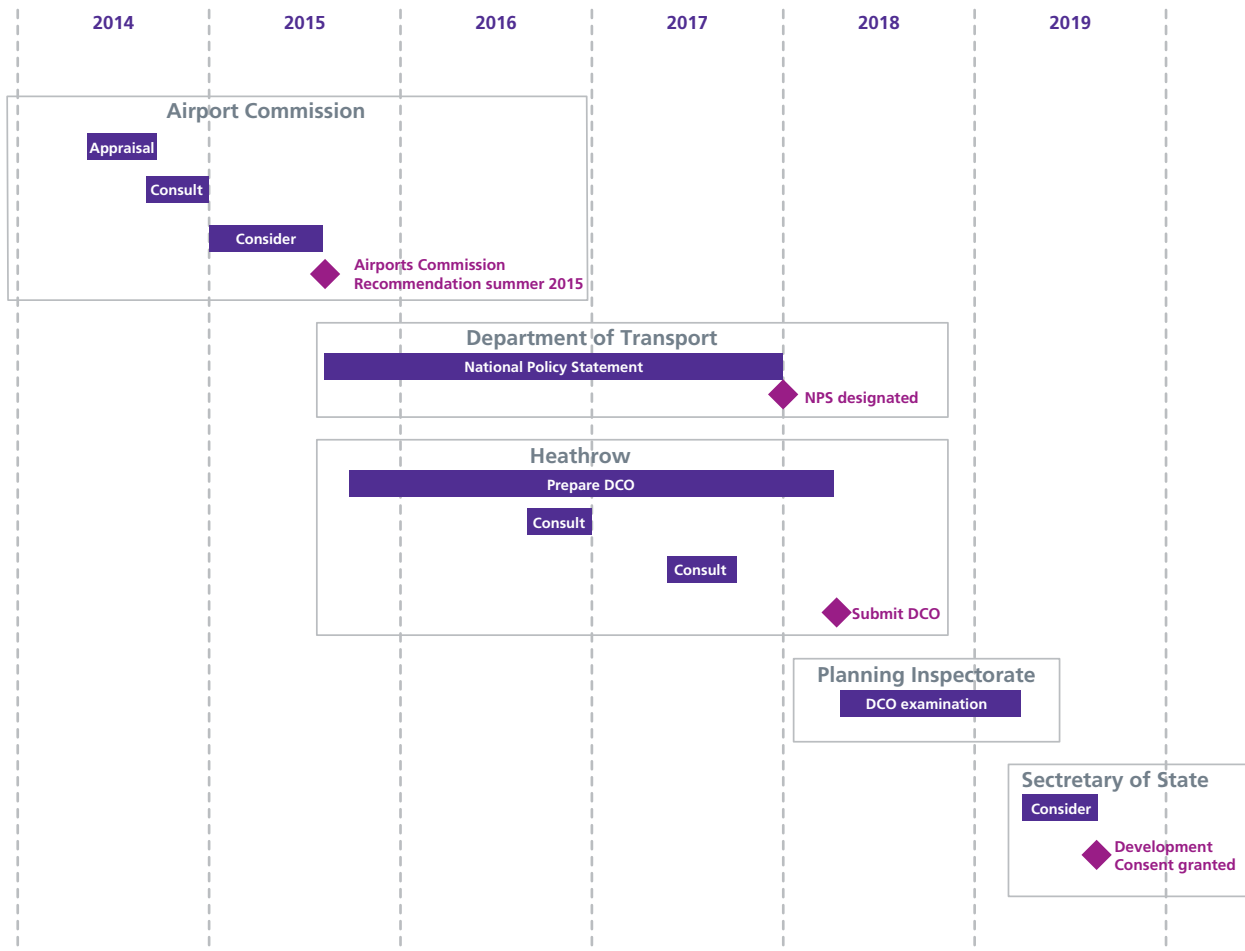 2014 2015 2016 2017 2018 2019
Airport Commission
Appraisal
Consult
Consider
Airports Commission
Recommendation summer 2015
Department of Transport
National Policy Statement
NPS designated
Heathrow
Prepare DCO
Consult
Consult
Submit DCO
Planning Inspectorate
DCO examination
Sectretary of State
Consider
Development
Consent granted